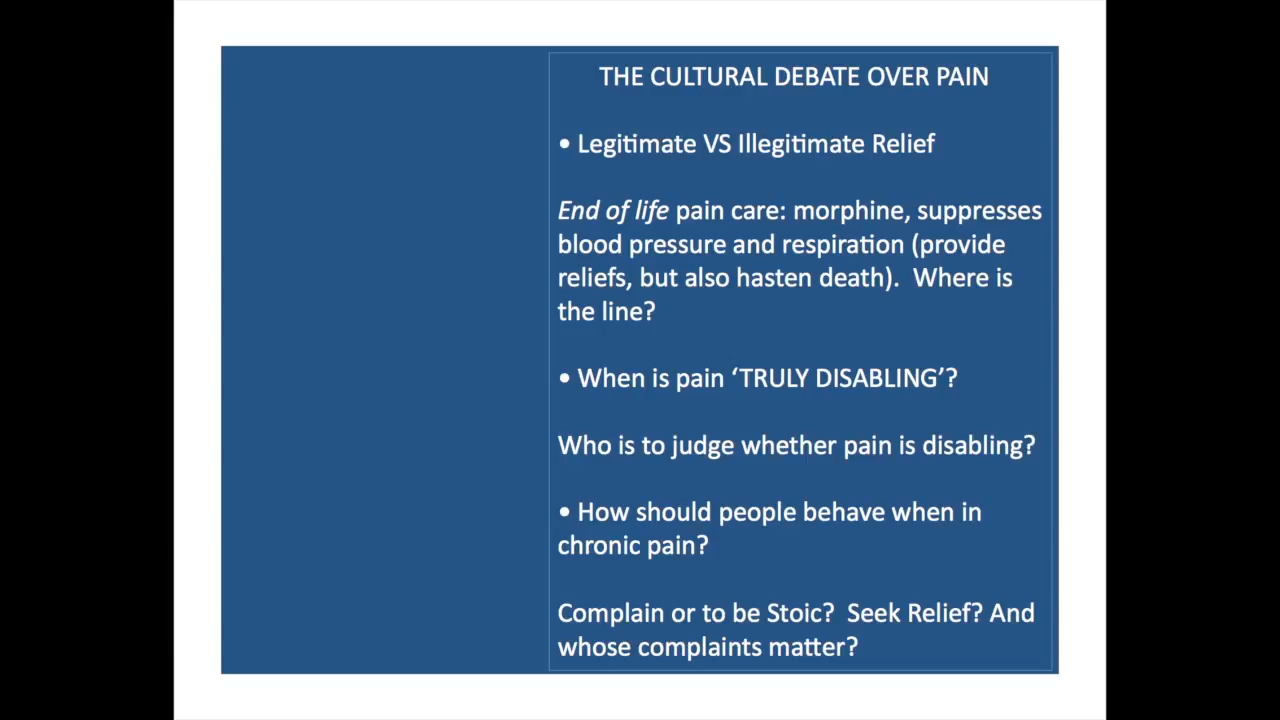 THE CULTURAL DEBATE OVER PAIN
• Legitimate VS Illegitimate Relief
End of life pain care: morphine, suppresses
blood pressure and respiration (provide
reliefs, but also hasten death).  Where is
the line?
• When is pain ‘TRULY DISABLING’?
Who is to judge whether pain is disabling?
• How should people behave when in
chronic pain?
Complain or to be Stoic?  Seek Relief? And
whose complaints matter?